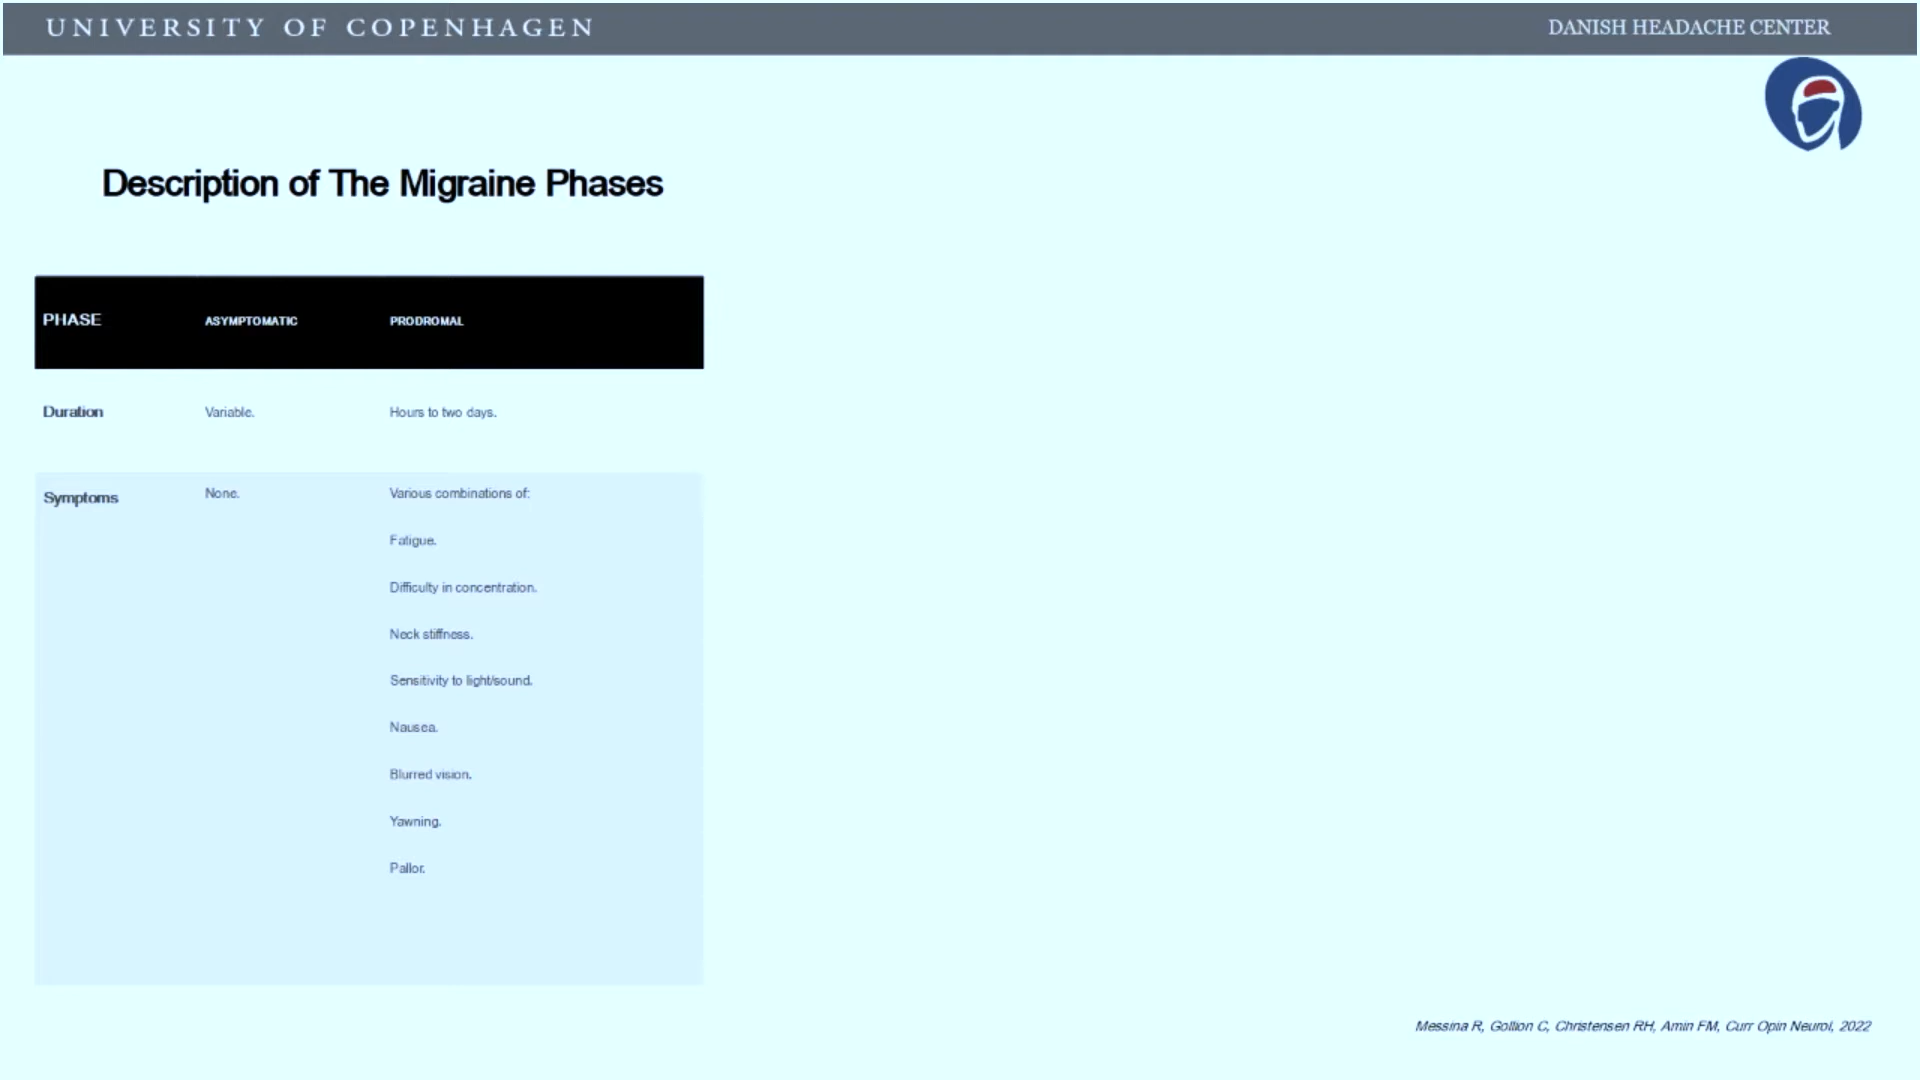 UNIVERSITY OF COPENHAGEN
DANISH HEADACHE CENTER
Description of The Migraine Phases
PHASE ASYMPTOMATIC PRODROMAL
Duration Variable. Hours to two days.
Symptoms None. Various combinations of:
Fatigue.
Difficulty in concentration.
Neck stiffness.
Sensitivity to light/sound.
Nausea.
Blurred vision.
Yawning.
Pallor.
Messina R, Gollion C, Christensen RH, Amin FM, Curr Opin Neurol, 2022